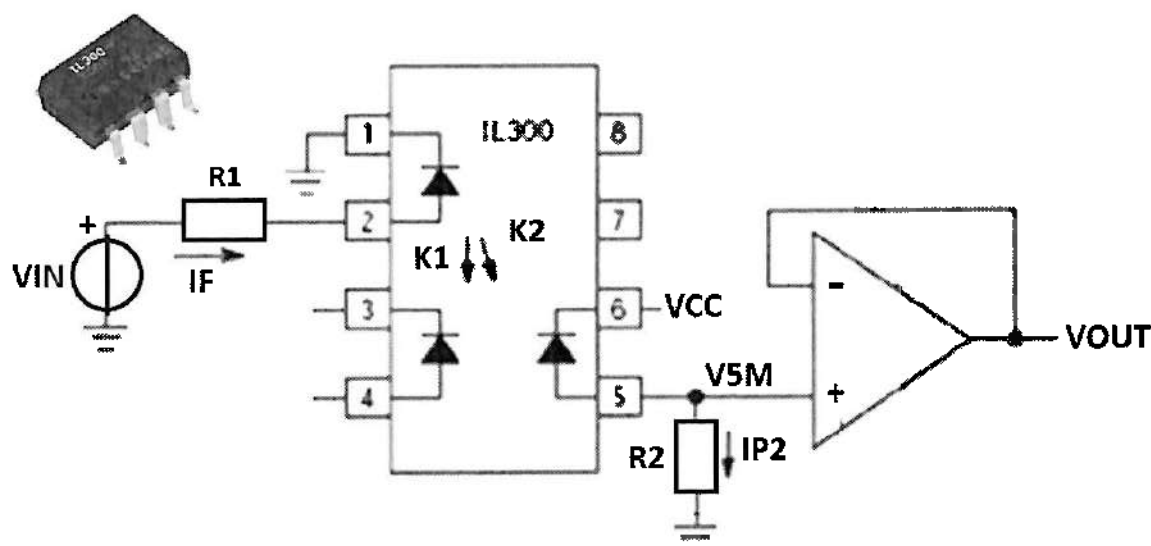 IL300
1
IL300
8
R1
2
7
K2
K1
+
VIN
IF
3
6
VCC
-
VOUT
4
5
V5M
+
R2
IP2